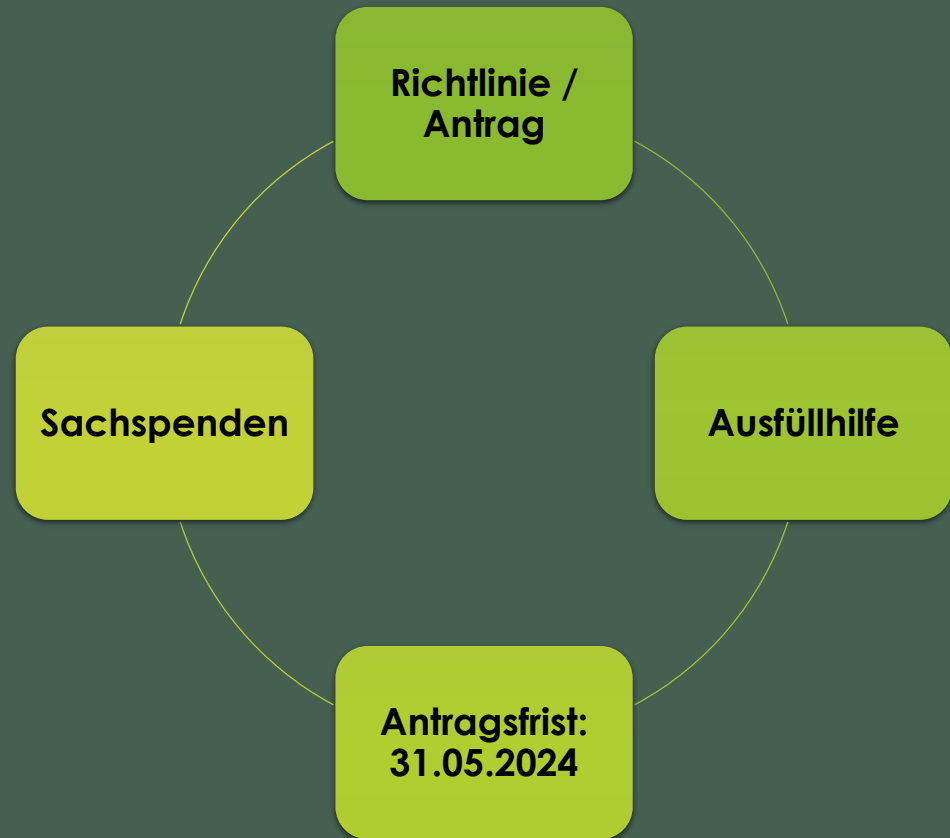 Richtlinie /
Antrag
Sachspenden
Ausfüllhilfe
Antragsfrist:
31.05.2024